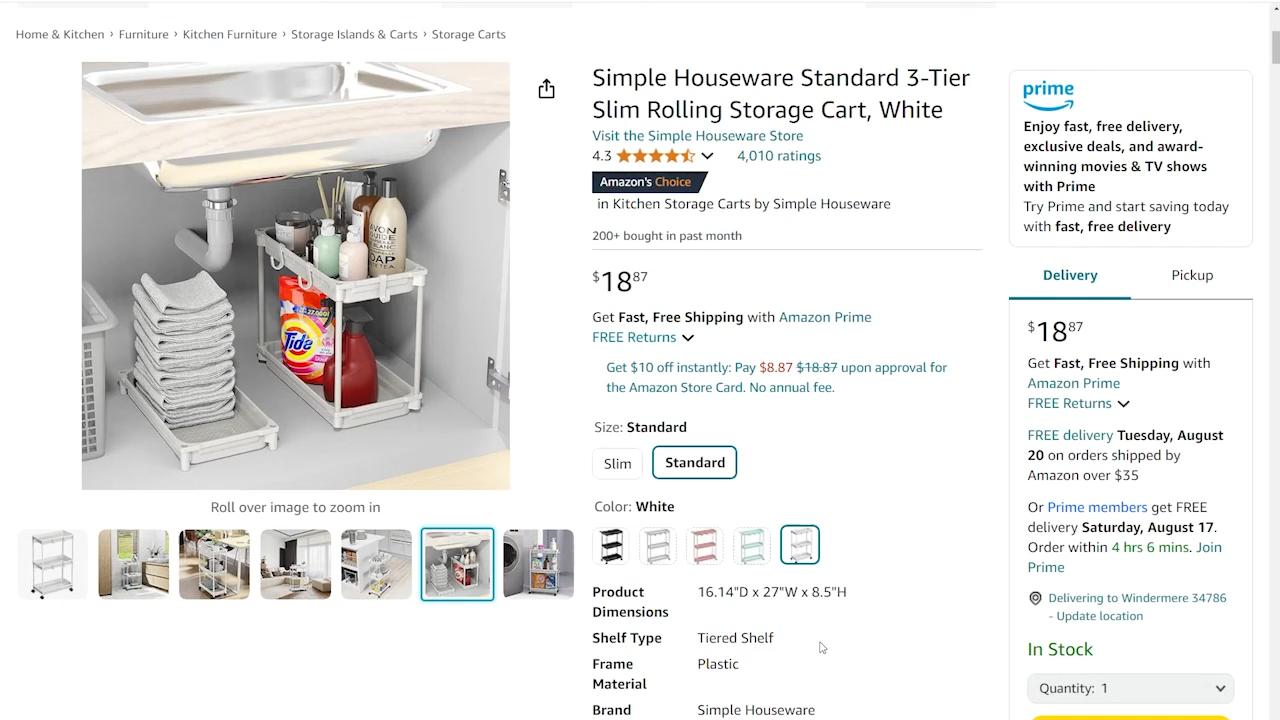 Home & Kitchen › Furniture › Kitchen Furniture › Storage Islands & Carts › Storage Carts
AVON
GUIDE
SOAP
Tide
Roll over image to zoom in
Simple Houseware Standard 3-Tier
Slim Rolling Storage Cart, White
Visit the Simple Houseware Store
4.3
4,010 ratings
Amazon's Choice
in Kitchen Storage Carts by Simple Houseware
200+ bought in past month
$18 87
Get Fast, Free Shipping with Amazon Prime
FREE Returns
Get $10 off instantly: Pay $8.87 $18.87 upon approval for
the Amazon Store Card. No annual fee.
Size: Standard
Slim
Standard
Color: White
Product Dimensions 16.14"D x 27"W x 8.5"H
Shelf Type Tiered Shelf
Frame Material Plastic
Brand Simple Houseware
prime
Enjoy fast, free delivery,
exclusive deals, and award-
winning movies & TV shows
with Prime
Try Prime and start saving today
with fast, free delivery
Delivery
Pickup
$18 87
Get Fast, Free Shipping with
Amazon Prime
FREE Returns
FREE delivery Tuesday, August
20 on orders shipped by
Amazon over $35
Or Prime members get FREE
delivery Saturday, August 17.
Order within 4 hrs 6 mins. Join
Prime
Delivering to Windermere 34786
- Update location
In Stock
Quantity: 1